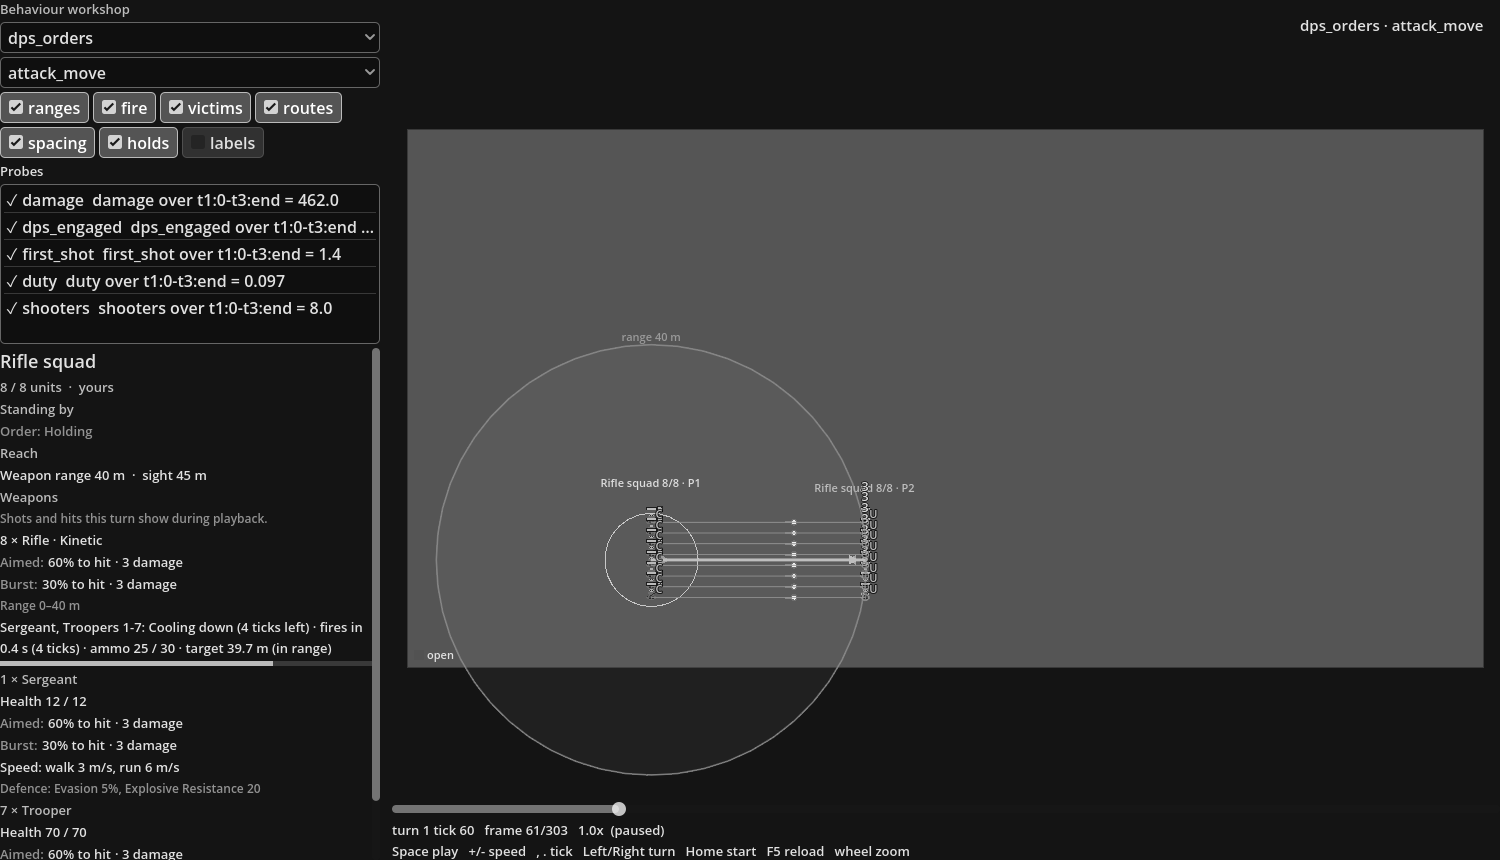 Behaviour workshop
dps_orders
attack_move
ranges
fire
victims
routes
spacing
holds
labels
Probes
✓ damage  damage over t1:0-t3:end = 462.0
✓ dps_engaged  dps_engaged over t1:0-t3:end ...
✓ first_shot  first_shot over t1:0-t3:end = 1.4
✓ duty  duty over t1:0-t3:end = 0.097
✓ shooters  shooters over t1:0-t3:end = 8.0
Rifle squad
8 / 8 units · yours
Standing by
Order: Holding
Reach
Weapon range 40 m · sight 45 m
Weapons
Shots and hits this turn show during playback.
8 × Rifle · Kinetic
Aimed: 60% to hit · 3 damage
Burst: 30% to hit · 3 damage
Range 0–40 m
Sergeant, Troopers 1-7: Cooling down (4 ticks left) · fires in
0.4 s (4 ticks) · ammo 25 / 30 · target 39.7 m (in range)
1 × Sergeant
Health 12 / 12
Aimed: 60% to hit · 3 damage
Burst: 30% to hit · 3 damage
Speed: walk 3 m/s, run 6 m/s
Defence: Evasion 5%, Explosive Resistance 20
7 × Trooper
Health 70 / 70
Aimed: 60% to hit · 3 damage
dps_orders · attack_move
range 40 m
Rifle squad 8/8 · P1
Rifle squad 8/8 · P2
3
3
open
turn 1 tick 60   frame 61/303   1.0x  (paused)
Space play   +/- speed   , . tick   Left/Right turn   Home start   F5 reload   wheel zoom